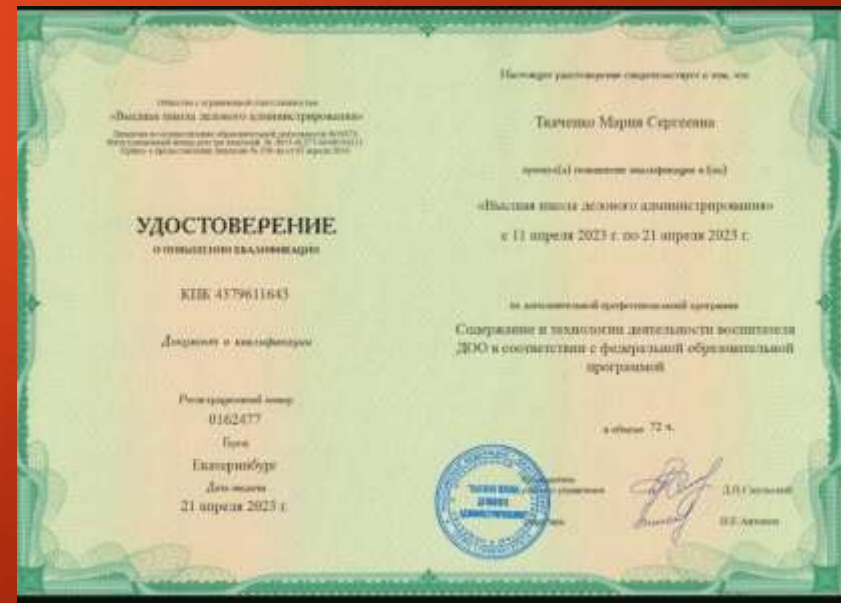 Общество с ограниченной ответственностью
«Высшая школа делового администрирования»
УДОСТОВЕРЕНИЕ
О ПОВЫШЕНИИ КВАЛИФИКАЦИИ
КПК 4379611643
Документ о квалификации
Регистрационный номер
0162477
Город
Екатеринбург
Дата выдачи
21 апреля 2023 г.
Настоящее удостоверение свидетельствует о том, что
Ткаченко Мария Сергеевна
прошел(а) повышение квалификации в (на)
«Высшая школа делового администрирования»
с 11 апреля 2023 г. по 21 апреля 2023 г.
по дополнительной профессиональной программе
Содержание и технологии деятельности воспитателя
ДОО в соответствии с федеральной образовательной
программой
в объеме 72 ч.